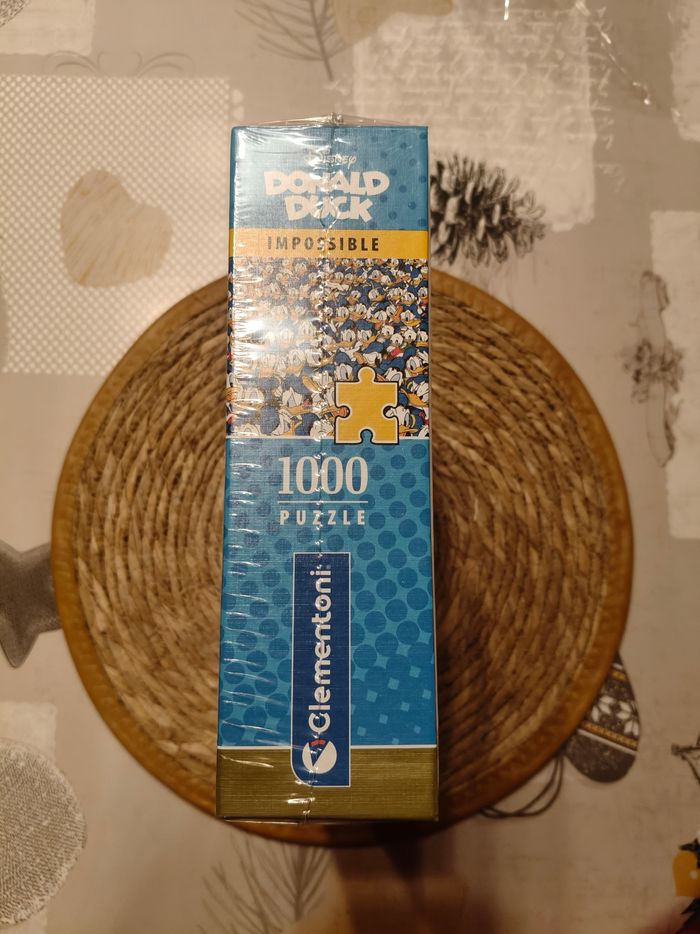 Disney
DONALD
DUCK
IMPOSSIBLE
1000
PUZZLE
Clementoni